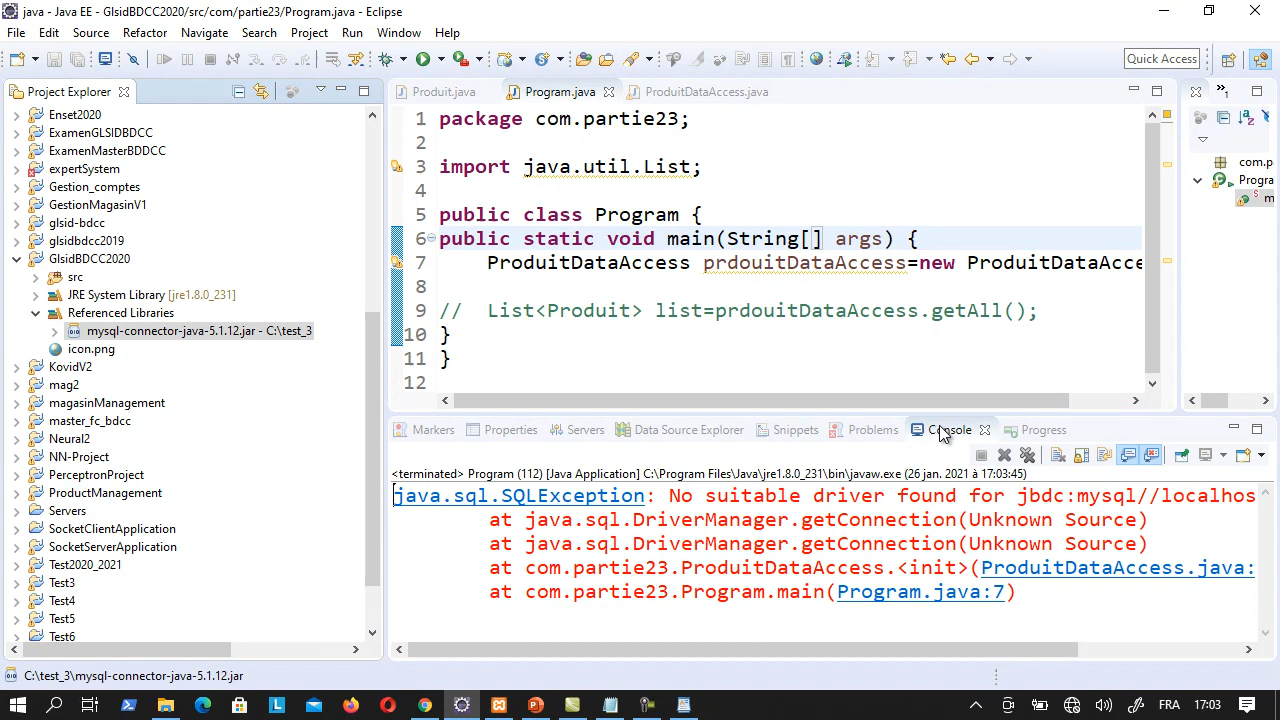 java - Java EE - GlsidBDCC2020/src/com/partie23/Program.java - Eclipse
File Edit Source Refactor Navigate Search Project Run Window Help
Quick Access
Project Explorer
Enset2020
ExamenGLSIDBDCC
ExamenMasterBDDCC
expertSystem
Gestion_comptes
GestionMagasinV1
glsid-bdcc
glsidbdcc2019
GlsidBDCC2020
src
JRE System Library [jre1.8.0_231]
Referenced Libraries
mysql-connector-java-5.1.12.jar - C:\test_3
icon.png
KovidV2
mag2
magasinManagement
master_fc_bdcc
Neural2
NN-Project
PerceptronProject
ProductManagement
Servers
SocketClientApplication
SocketServerApplication
Test2020_2021
Test3
Test4
Test5
Test6
Produit.java Program.java ProduitDataAccess.java
1 package com.partie23;
2
3 import java.util.List;
4
5 public class Program {
6 public static void main(String[] args) {
7 ProduitDataAccess prdouitDataAccess=new ProduitDataAcce
8
9 // List<Produit> list=prdouitDataAccess.getAll();
10 }
11 }
12
»1
com.p
Progra
S m
Markers Properties Servers Data Source Explorer Snippets Problems Console Progress
<terminated> Program (112) [Java Application] C:\Program Files\Java\jre1.8.0_231\bin\javaw.exe (26 jan. 2021 à 17:03:45)
java.sql.SQLException: No suitable driver found for jbdc:mysql//localhos
at java.sql.DriverManager.getConnection(Unknown Source)
at java.sql.DriverManager.getConnection(Unknown Source)
at com.partie23.ProduitDataAccess.<init>(ProduitDataAccess.java:
at com.partie23.Program.main(Program.java:7)
C:\test_3\mysql-connector-java-5.1.12.jar
FRA 17:03